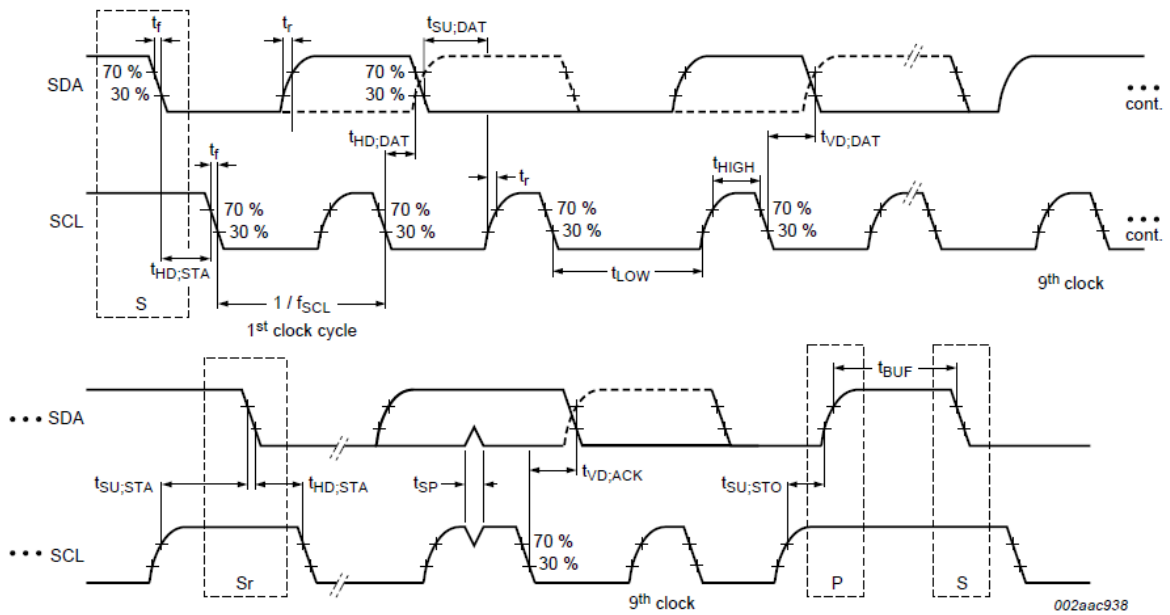 tf tr tSU;DAT
SDA 70 % 30 % 70 % 30 % cont.
tHD;DAT tVD;DAT
tf tr tHIGH
SCL 70 % 30 % 70 % 30 % 70 % 30 % 70 % 30 % cont.
tHD;STA tLOW
S 1 / fSCL 9th clock
1st clock cycle
tBUF
SDA
tSU;STA tHD;STA tSP tVD;ACK tSU;STO
SCL 70 % 30 %
Sr P S
9th clock
002aac938